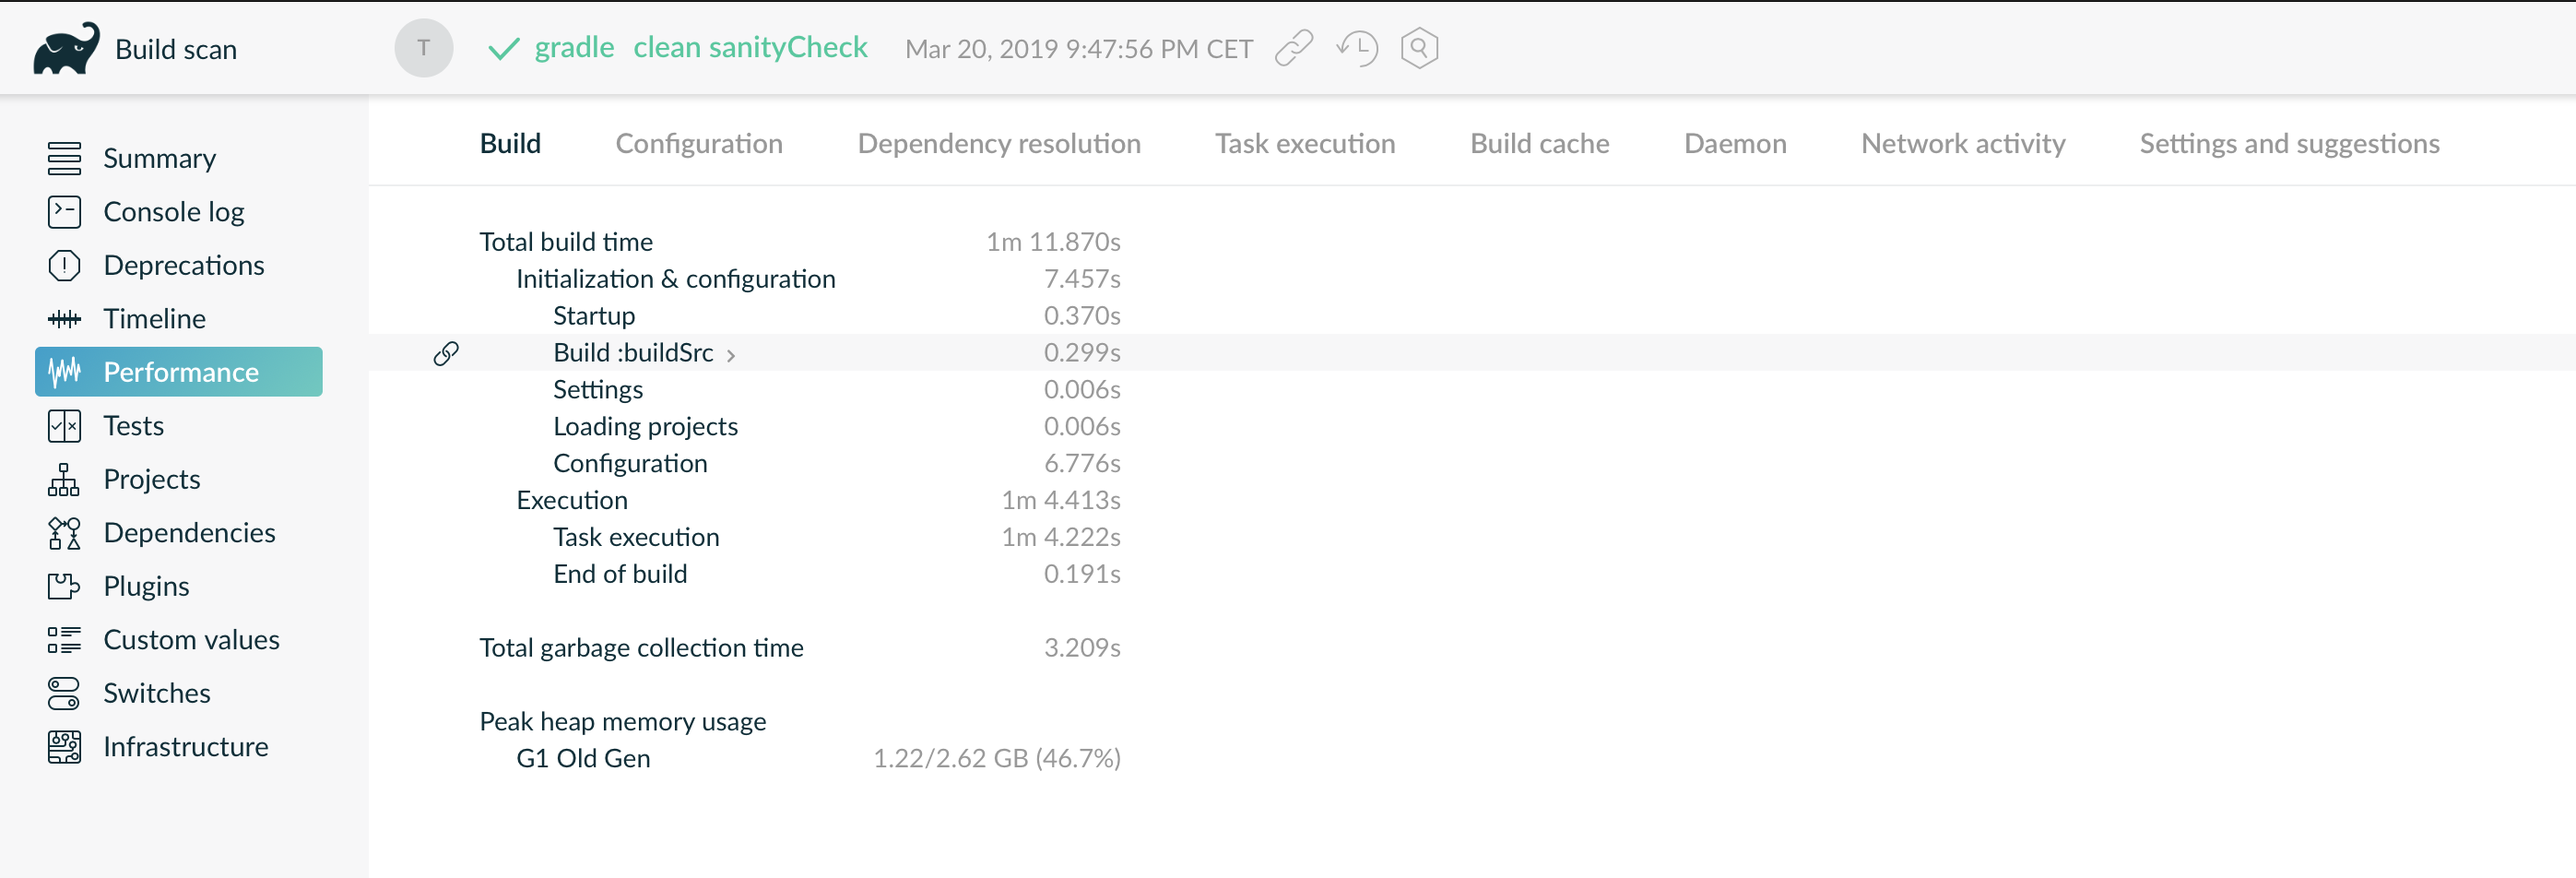 Build scan
T
gradle clean sanityCheck Mar 20, 2019 9:47:56 PM CET
Summary
Console log
Deprecations
Timeline
Performance
Tests
Projects
Dependencies
Plugins
Custom values
Switches
Infrastructure
Build Configuration Dependency resolution Task execution Build cache Daemon Network activity Settings and suggestions
Total build time 1m 11.870s
Initialization & configuration 7.457s
Startup 0.370s
Build :buildSrc › 0.299s
Settings 0.006s
Loading projects 0.006s
Configuration 6.776s
Execution 1m 4.413s
Task execution 1m 4.222s
End of build 0.191s
Total garbage collection time 3.209s
Peak heap memory usage
G1 Old Gen 1.22/2.62 GB (46.7%)